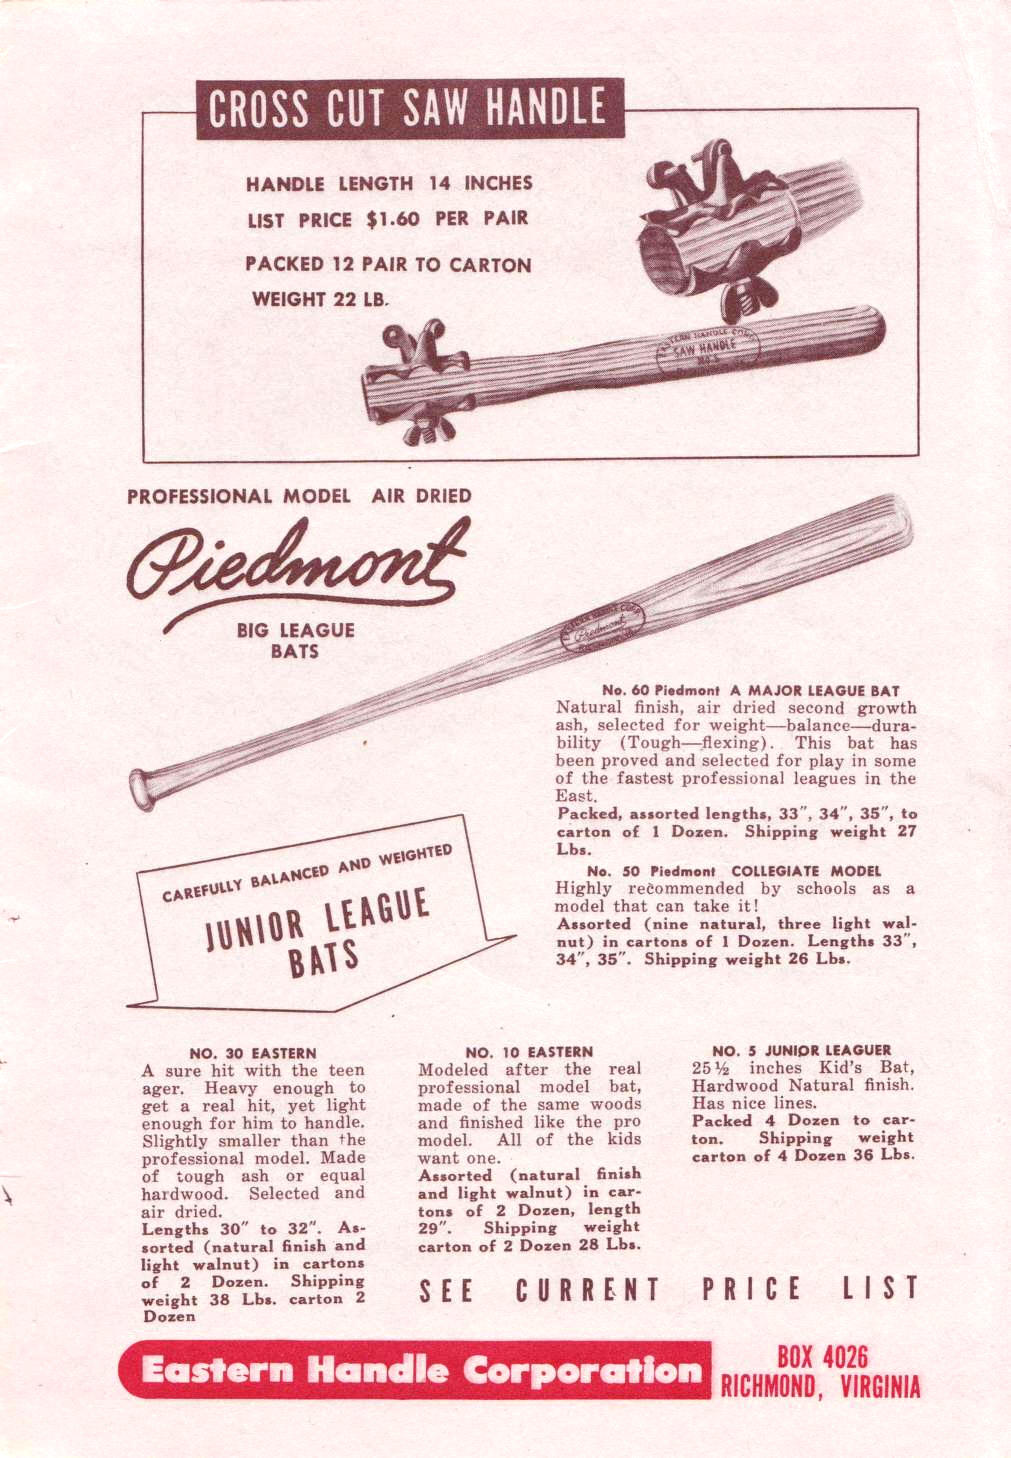 CROSS CUT SAW HANDLE
HANDLE LENGTH 14 INCHES
LIST PRICE $1.60 PER PAIR
PACKED 12 PAIR TO CARTON
WEIGHT 22 LB.
EASTERN HANDLE CORP.
SAW HANDLE
NO. 5
PROFESSIONAL MODEL AIR DRIED
Piedmont
BIG LEAGUE
BATS
EASTERN HANDLE CORP.
Piedmont
No. 60 Piedmont A MAJOR LEAGUE BAT
Natural finish, air dried second growth
ash, selected for weight—balance—dura-
bility (Tough—flexing). This bat has
been proved and selected for play in some
of the fastest professional leagues in the
East.
Packed, assorted lengths, 33″, 34″, 35″, to
carton of 1 Dozen. Shipping weight 27
Lbs.
No. 50 Piedmont COLLEGIATE MODEL
Highly recommended by schools as a
model that can take it!
Assorted (nine natural, three light wal-
nut) in cartons of 1 Dozen. Lengths 33″,
34″, 35″. Shipping weight 26 Lbs.
CAREFULLY BALANCED AND WEIGHTED
JUNIOR LEAGUE
BATS
NO. 30 EASTERN
A sure hit with the teen
ager. Heavy enough to
get a real hit, yet light
enough for him to handle.
Slightly smaller than the
professional model. Made
of tough ash or equal
hardwood. Selected and
air dried.
Lengths 30″ to 32″. As-
sorted (natural finish and
light walnut) in cartons
of 2 Dozen. Shipping
weight 38 Lbs. carton 2
Dozen
NO. 10 EASTERN
Modeled after the real
professional model bat,
made of the same woods
and finished like the pro
model. All of the kids
want one.
Assorted (natural finish
and light walnut) in car-
tons of 2 Dozen, length
29″. Shipping weight
carton of 2 Dozen 28 Lbs.
NO. 5 JUNIOR LEAGUER
25½ inches Kid's Bat,
Hardwood Natural finish.
Has nice lines.
Packed 4 Dozen to car-
ton. Shipping weight
carton of 4 Dozen 36 Lbs.
SEE CURRENT PRICE LIST
Eastern Handle Corporation
BOX 4026
RICHMOND, VIRGINIA